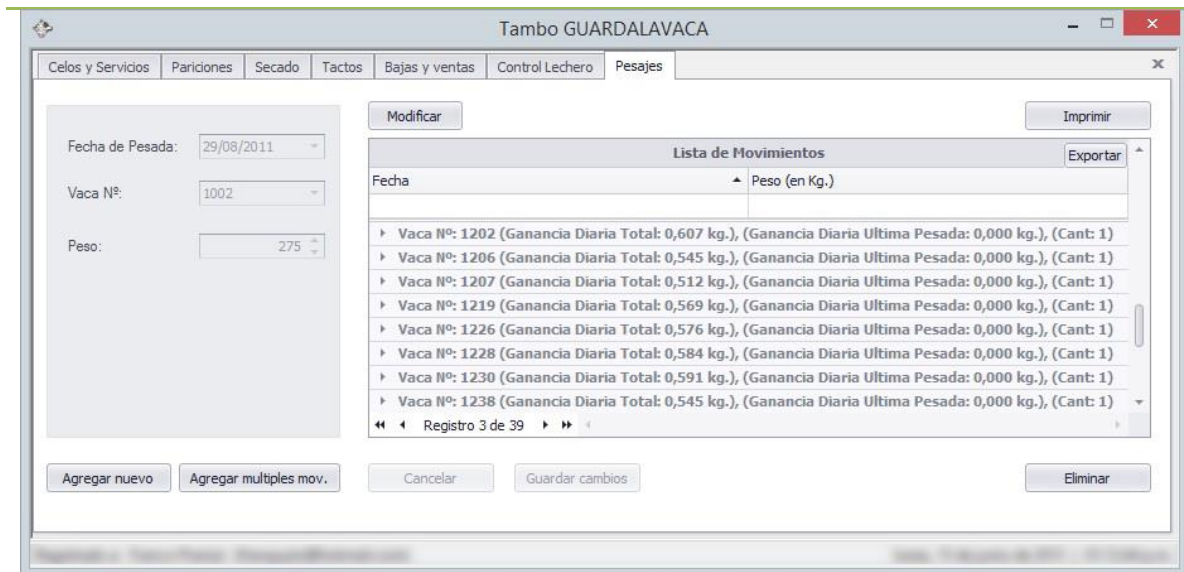 Tambo GUARDALAVACA
Celos y Servicios Pariciones Secado Tactos Bajas y ventas Control Lechero Pesajes
Modificar Imprimir
Fecha de Pesada: 29/08/2011
Vaca Nº: 1002
Peso: 275
Lista de Movimientos Exportar
Fecha Peso (en Kg.)
Vaca Nº: 1202 (Ganancia Diaria Total: 0,607 kg.), (Ganancia Diaria Ultima Pesada: 0,000 kg.), (Cant: 1)
Vaca Nº: 1206 (Ganancia Diaria Total: 0,545 kg.), (Ganancia Diaria Ultima Pesada: 0,000 kg.), (Cant: 1)
Vaca Nº: 1207 (Ganancia Diaria Total: 0,512 kg.), (Ganancia Diaria Ultima Pesada: 0,000 kg.), (Cant: 1)
Vaca Nº: 1219 (Ganancia Diaria Total: 0,569 kg.), (Ganancia Diaria Ultima Pesada: 0,000 kg.), (Cant: 1)
Vaca Nº: 1226 (Ganancia Diaria Total: 0,576 kg.), (Ganancia Diaria Ultima Pesada: 0,000 kg.), (Cant: 1)
Vaca Nº: 1228 (Ganancia Diaria Total: 0,584 kg.), (Ganancia Diaria Ultima Pesada: 0,000 kg.), (Cant: 1)
Vaca Nº: 1230 (Ganancia Diaria Total: 0,591 kg.), (Ganancia Diaria Ultima Pesada: 0,000 kg.), (Cant: 1)
Vaca Nº: 1238 (Ganancia Diaria Total: 0,545 kg.), (Ganancia Diaria Ultima Pesada: 0,000 kg.), (Cant: 1)
Registro 3 de 39
Agregar nuevo Agregar multiples mov. Cancelar Guardar cambios Eliminar